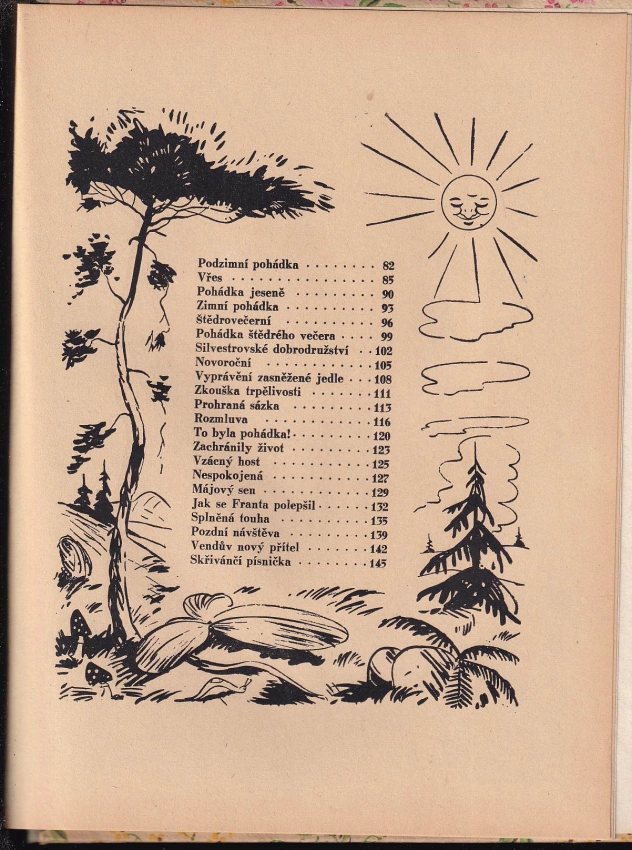 Podzimní pohádka · · · · · · · · 82
Vřes · · · · · · · · · · · · · · 85
Pohádka jeseně · · · · · · · · · 90
Zimní pohádka · · · · · · · · · 93
Štědrovečerní · · · · · · · · · · 96
Pohádka štědrého večera · · · · 99
Silvestrovské dobrodružství · · 102
Novoroční · · · · · · · · · · · 105
Vyprávění zasněžené jedle · · · 108
Zkouška trpělivosti · · · · · · · 111
Prohraná sázka · · · · · · · · · 113
Rozmluva · · · · · · · · · · · 116
To byla pohádka! · · · · · · · · 120
Zachránily život · · · · · · · · 123
Vzácný host · · · · · · · · · · 125
Nespokojená · · · · · · · · · · 127
Májový sen · · · · · · · · · · 129
Jak se Franta polepšil · · · · · · 132
Splněná touha · · · · · · · · · 135
Pozdní návštěva · · · · · · · · 139
Vendův nový přítel · · · · · · · 142
Skřivánčí písnička · · · · · · · · 145